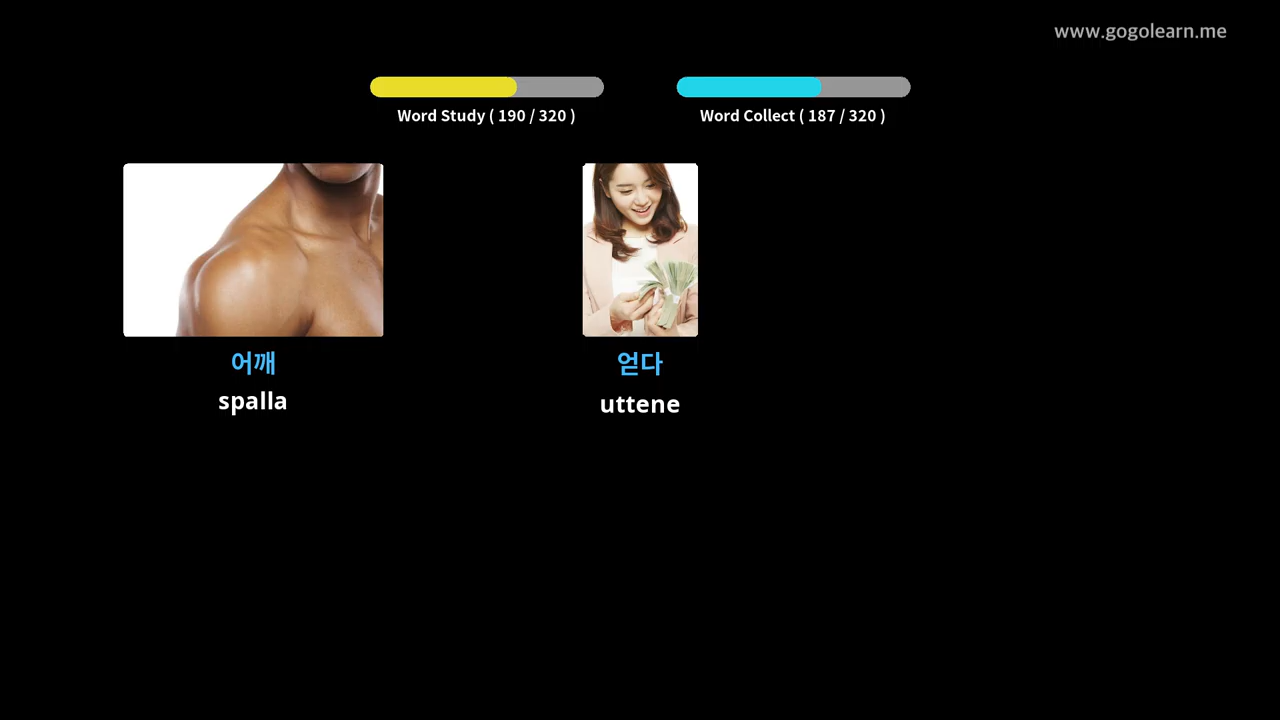 www.gogolearn.me
Word Study ( 190 / 320 )
Word Collect ( 187 / 320 )
어깨
spalla
얻다
uttene